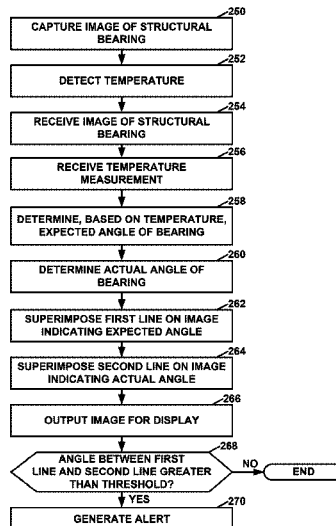 250
CAPTURE IMAGE OF STRUCTURAL
BEARING
252
DETECT TEMPERATURE
254
RECEIVE IMAGE OF STRUCTURAL
BEARING
256
RECEIVE TEMPERATURE
MEASUREMENT
258
DETERMINE, BASED ON TEMPERATURE,
EXPECTED ANGLE OF BEARING
260
DETERMINE ACTUAL ANGLE OF
BEARING
262
SUPERIMPOSE FIRST LINE ON IMAGE
INDICATING EXPECTED ANGLE
264
SUPERIMPOSE SECOND LINE ON IMAGE
INDICATING ACTUAL ANGLE
266
OUTPUT IMAGE FOR DISPLAY
268
ANGLE BETWEEN FIRST
LINE AND SECOND LINE GREATER
THAN THRESHOLD?
NO
END
YES
270
GENERATE ALERT